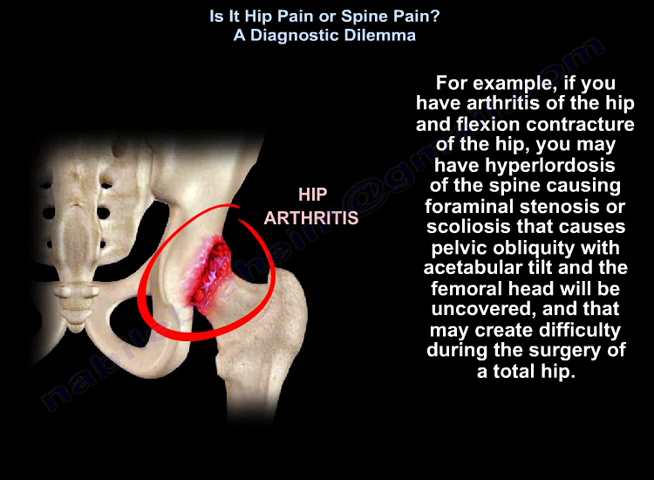 Is It Hip Pain or Spine Pain?
A Diagnostic Dilemma
For example, if you
have arthritis of the hip
and flexion contracture
of the hip, you may
have hyperlordosis
of the spine causing
foraminal stenosis or
scoliosis that causes
pelvic obliquity with
acetabular tilt and the
femoral head will be
uncovered, and that
may create difficulty
during the surgery of
a total hip.
HIP
ARTHRITIS